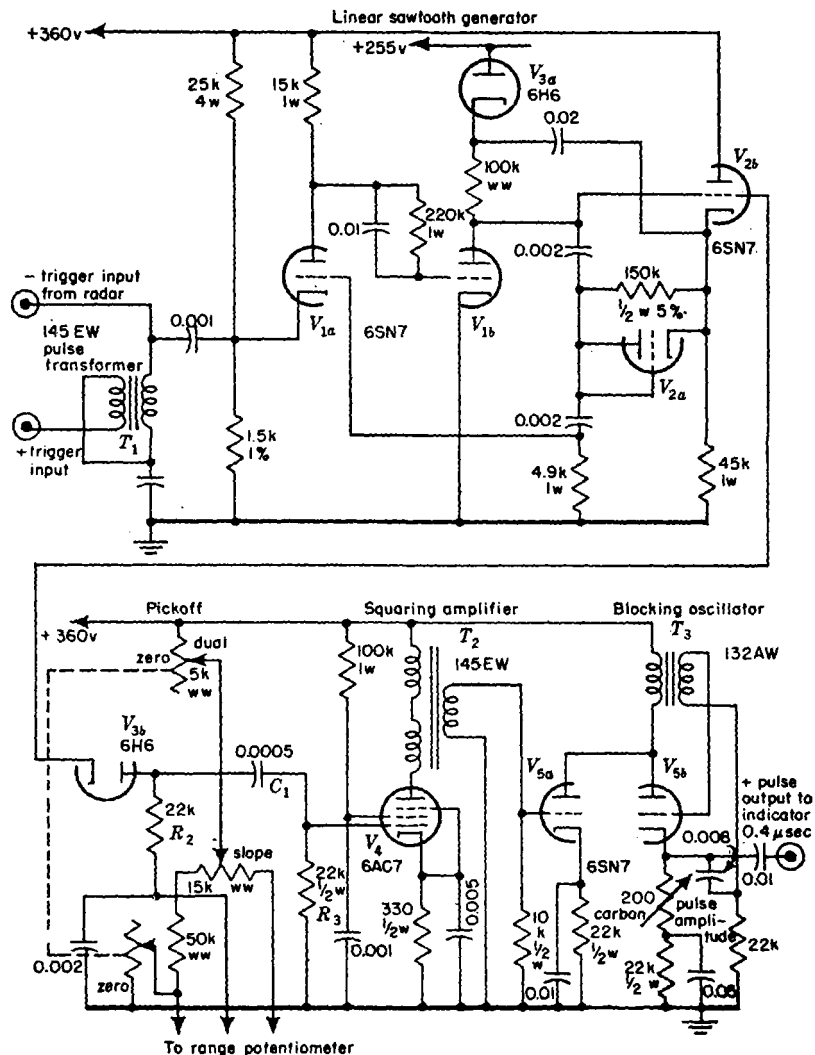 Linear sawtooth generator
+360v
+255v
V3a
6H6
25k
4w
15k
1w
0.02
100k
ww
V2b
0.01
220k
1w
0.002
6SN7
- trigger input
from radar
150k
½ w 5%
0.001
V1a
6SN7
V1b
145 EW
pulse
transformer
V2a
0.002
T1
+trigger
input
1.5k
1%
4.9k
1w
45k
1w
Pickoff
Squaring amplifier
Blocking oscillator
+360v
dual
zero
5k
ww
100k
1w
T2
145EW
T3
132AW
V3b
6H6
0.0005
C1
V5a
V5b
+ pulse
output to
indicator
0.4 µsec
22k
R2
V4
6AC7
6SN7
0.008
0.01
slope
15k
ww
22k
½w
R3
0.005
200
carbon
pulse
ampli-
tude
330
½w
10
k
½
w
22k
½w
22k
50k
ww
0.002
zero
0.001
0.01
22k
½ w
0.05
To range potentiometer